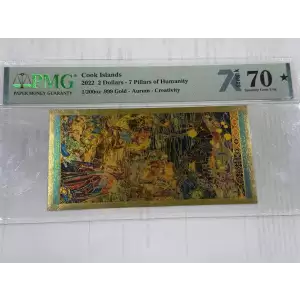 PMG
PAPER MONEY GUARANTY
Cook Islands
2022 2 Dollars - 7 Pillars of Humanity
1/200oz .999 Gold - Aurum - Creativity
7k 70 ★